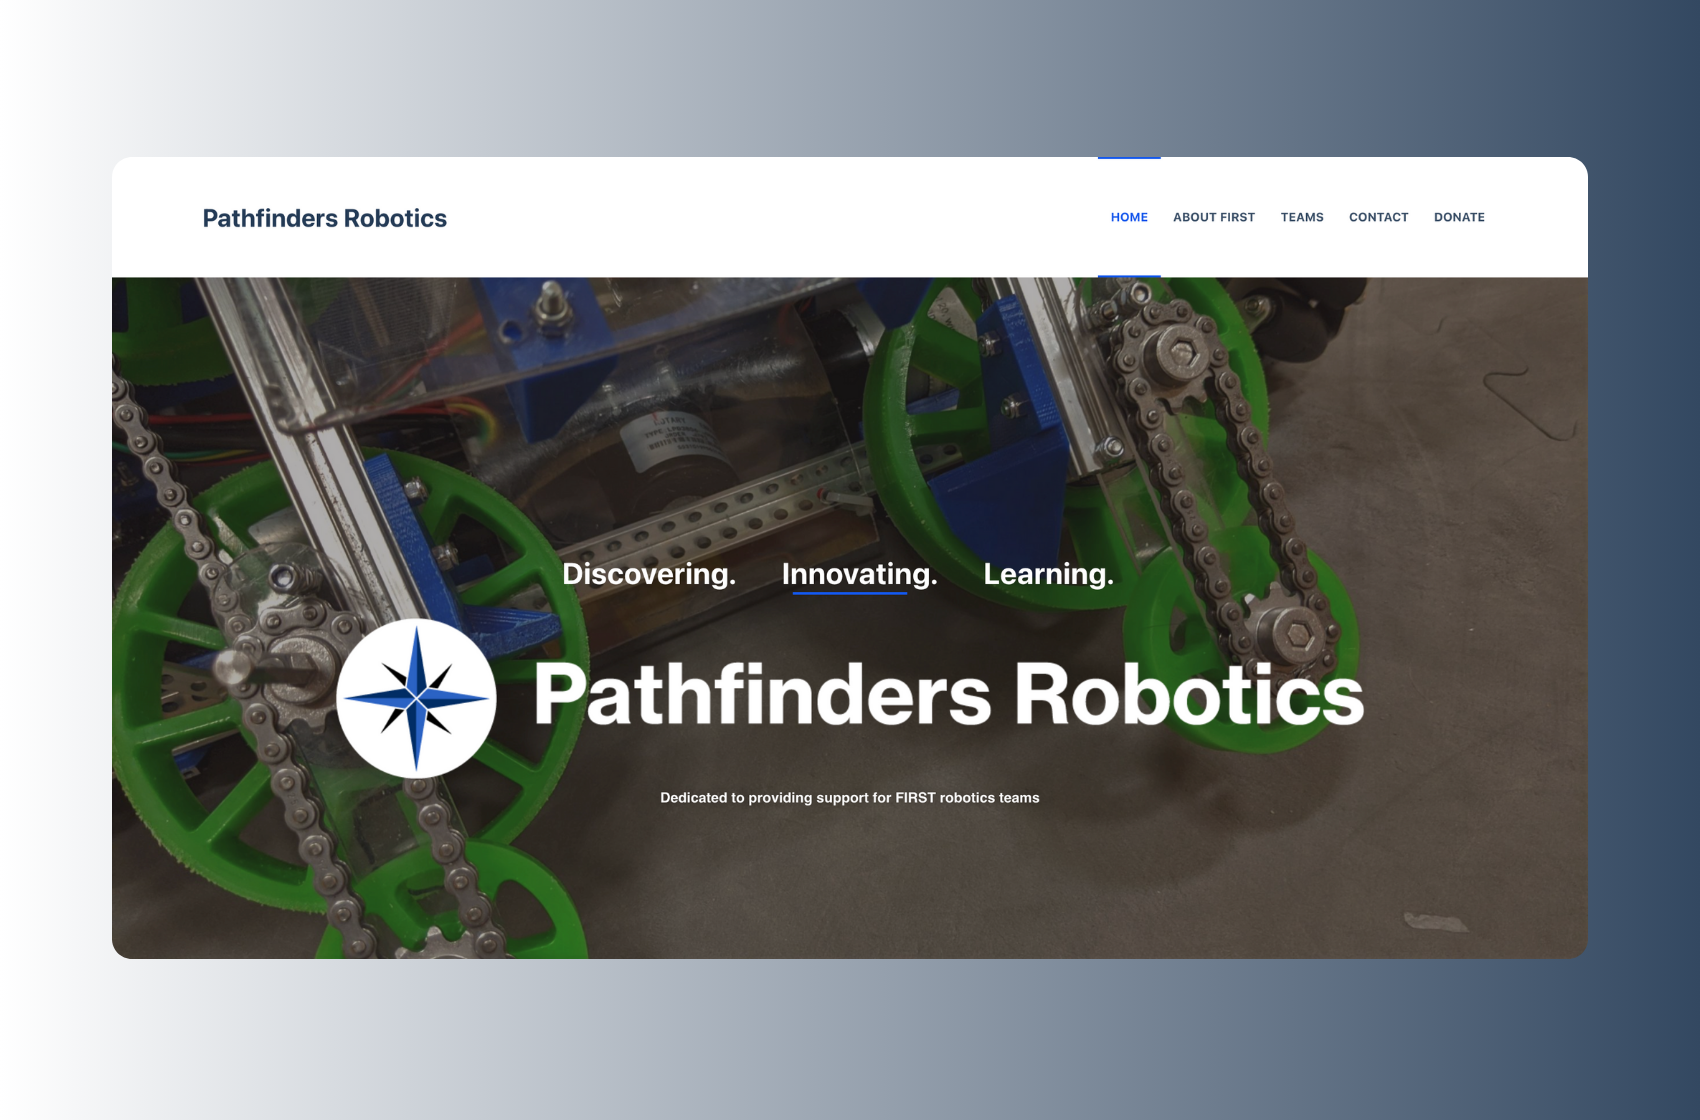 Pathfinders Robotics
HOME ABOUT FIRST TEAMS CONTACT DONATE
Discovering. Innovating. Learning.
Pathfinders Robotics
Dedicated to providing support for FIRST robotics teams